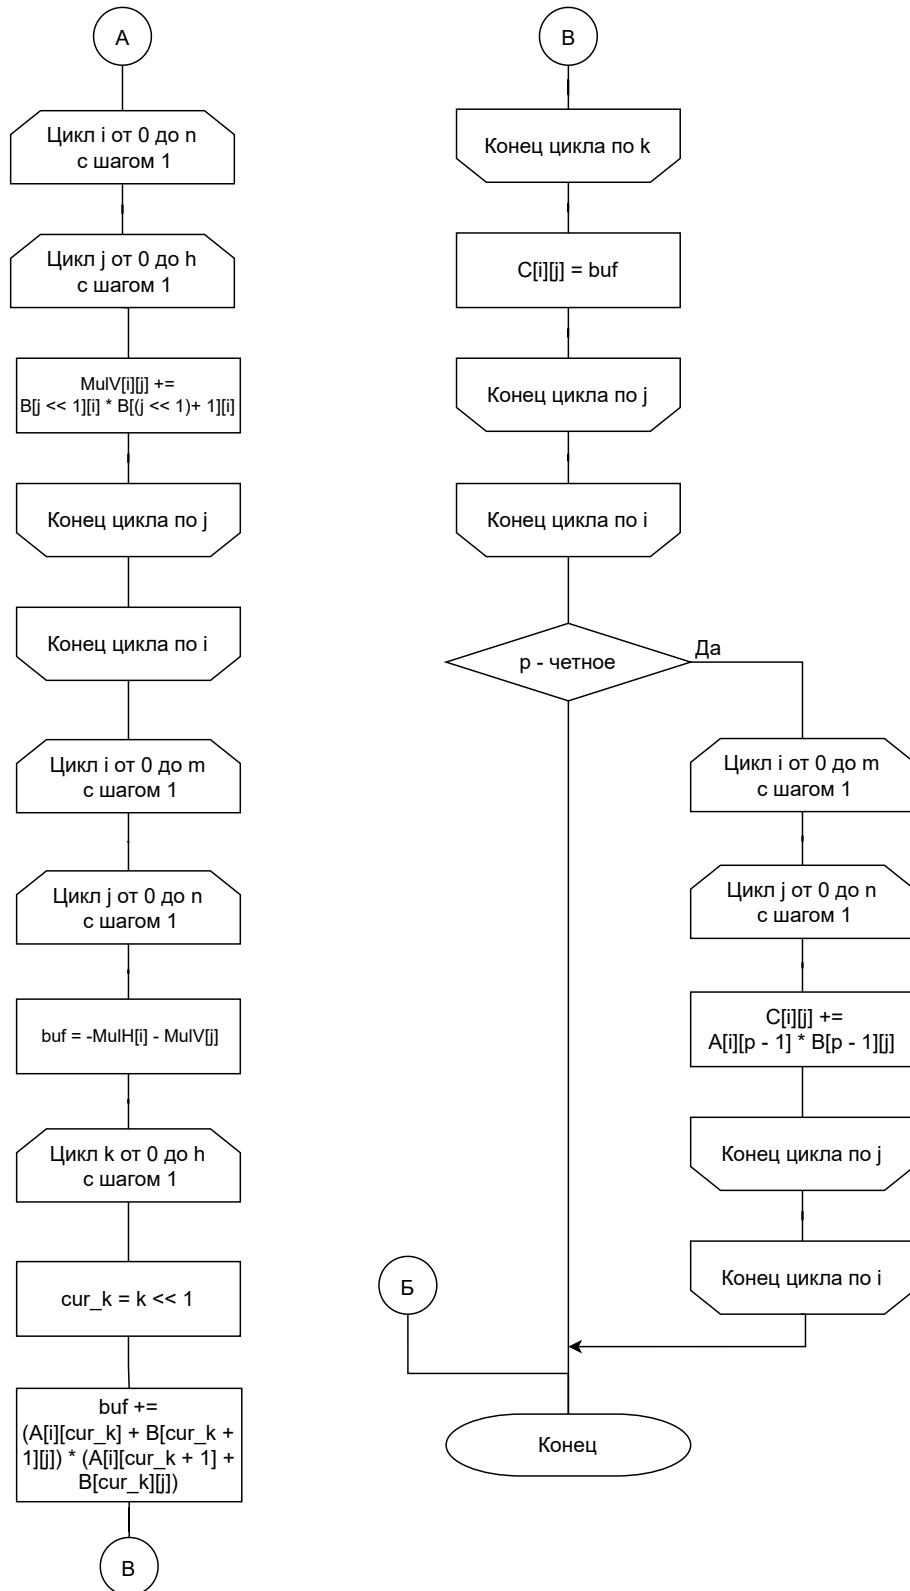 А
Цикл i от 0 до n
с шагом 1
Цикл j от 0 до h
с шагом 1
MulV[i][j] +=
B[j << 1][i] * B[(j << 1)+ 1][i]
Конец цикла по j
Конец цикла по i
Цикл i от 0 до m
с шагом 1
Цикл j от 0 до n
с шагом 1
buf = -MulH[i] - MulV[j]
Цикл k от 0 до h
с шагом 1
cur_k = k << 1
buf +=
(A[i][cur_k] + B[cur_k +
1][j]) * (A[i][cur_k + 1] +
B[cur_k][j])
В
В
Конец цикла по k
C[i][j] = buf
Конец цикла по j
Конец цикла по i
p - четное
Да
Цикл i от 0 до m
с шагом 1
Цикл j от 0 до n
с шагом 1
C[i][j] +=
A[i][p - 1] * B[p - 1][j]
Конец цикла по j
Конец цикла по i
Б
Конец